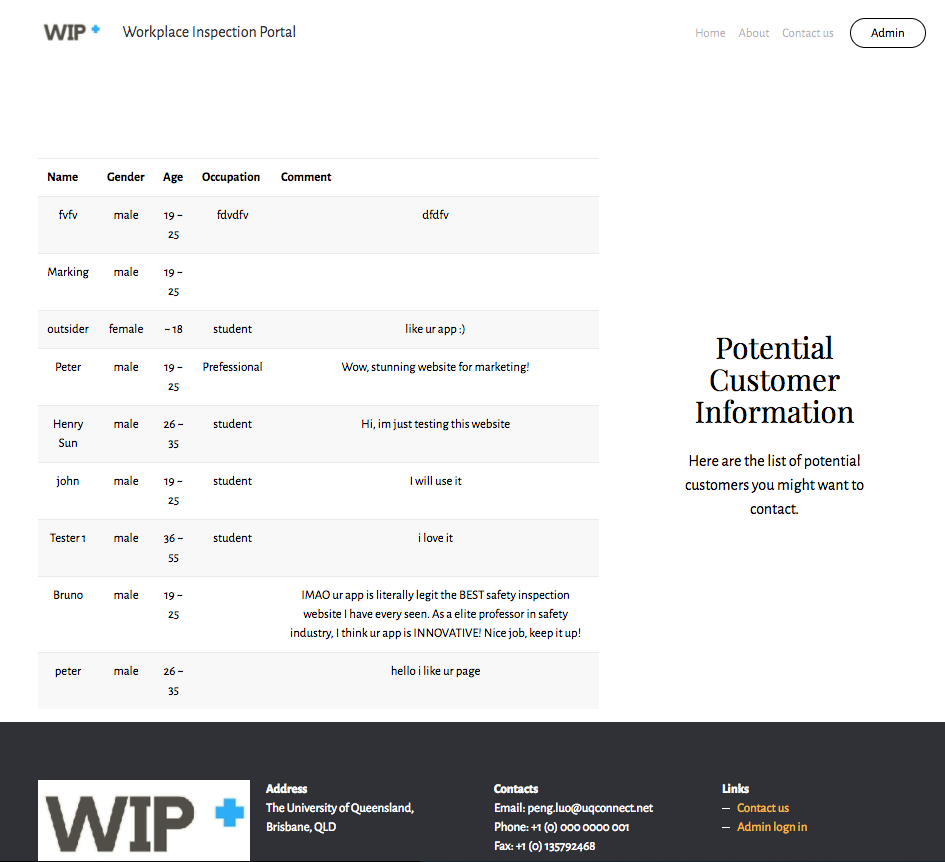 WIP+ Workplace Inspection Portal Home About Contact us Admin
Name Gender Age Occupation Comment
fvfv male 19 – fdvdfv dfdfv
25
Marking male 19 –
25
outsider female – 18 student like ur app :)
Peter male 19 – Prefessional Wow, stunning website for marketing!
25
Henry male 26 – student Hi, im just testing this website
Sun 35
john male 19 – student I will use it
25
Tester1 male 36 – student i love it
55
Bruno male 19 – IMAO ur app is literally legit the BEST safety inspection
25 website I have every seen. As a elite professor in safety
industry, I think ur app is INNOVATIVE! Nice job, keep it up!
peter male 26 – hello i like ur page
35
Potential
Customer
Information
Here are the list of potential
customers you might want to
contact.
WIP+
Address
The University of Queensland,
Brisbane, QLD
Contacts
Email: peng.luo@uqconnect.net
Phone: +1 (0) 000 0000 001
Fax: +1 (0) 135792468
Links
– Contact us
– Admin log in